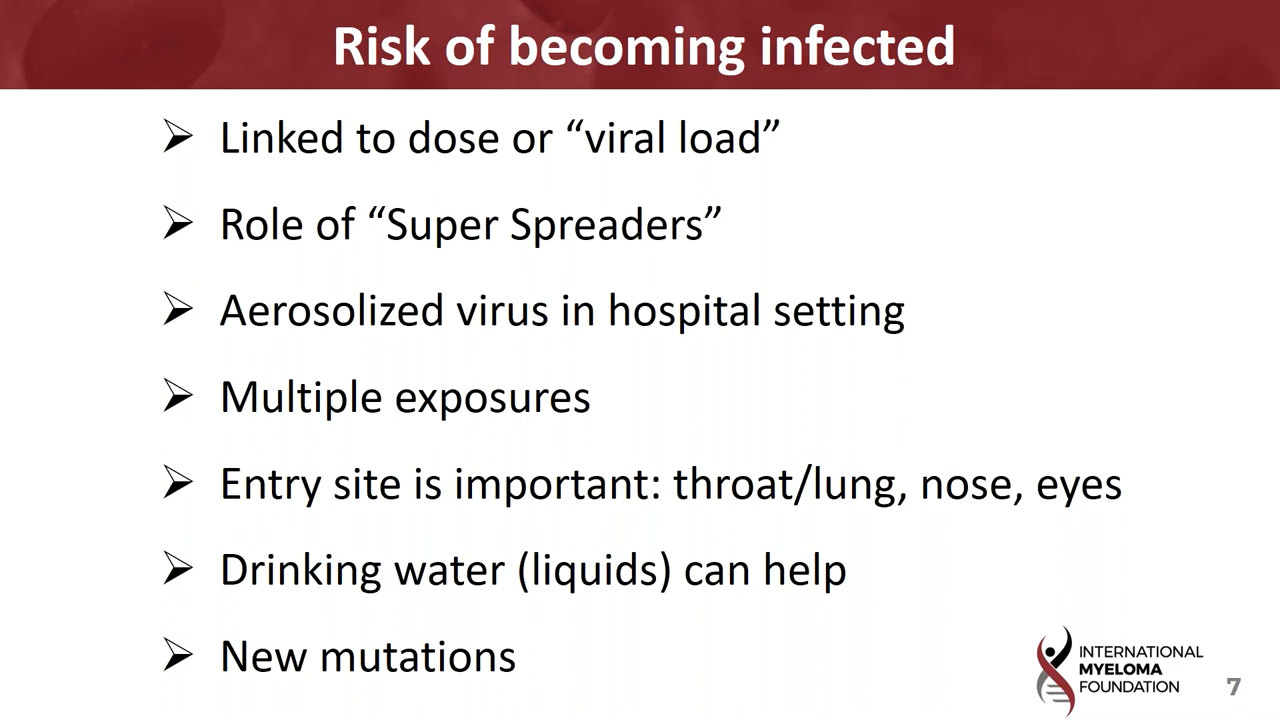 Risk of becoming infected
➢ Linked to dose or “viral load”
➢ Role of “Super Spreaders”
➢ Aerosolized virus in hospital setting
➢ Multiple exposures
➢ Entry site is important: throat/lung, nose, eyes
➢ Drinking water (liquids) can help
➢ New mutations
INTERNATIONAL
MYELOMA
FOUNDATION
7